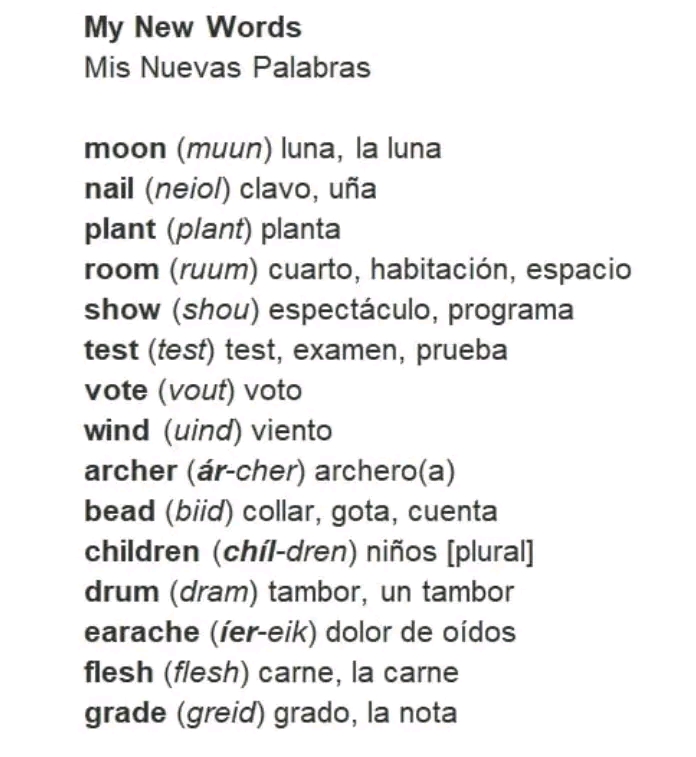 My New Words
Mis Nuevas Palabras
moon (muun) luna, la luna
nail (neiol) clavo, uña
plant (plant) planta
room (ruum) cuarto, habitación, espacio
show (shou) espectáculo, programa
test (test) test, examen, prueba
vote (vout) voto
wind (uind) viento
archer (ár-cher) archero(a)
bead (biid) collar, gota, cuenta
children (chíl-dren) niños [plural]
drum (dram) tambor, un tambor
earache (íer-eik) dolor de oídos
flesh (flesh) carne, la carne
grade (greid) grado, la nota